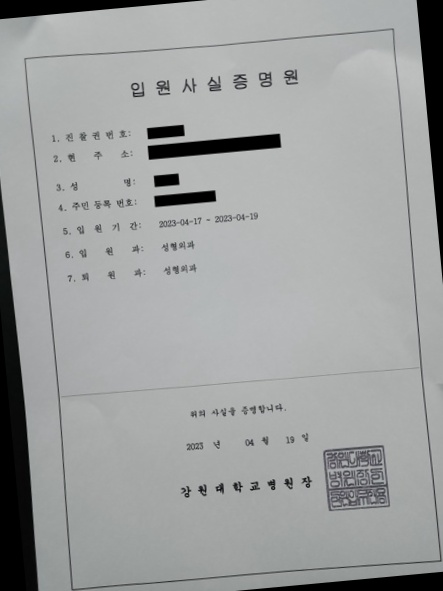 입원사실증명원
1. 진찰권번호:
2. 현 주 소:
3. 성 명:
4. 주민등록번호:
5. 입 원 기 간: 2023-04-17 - 2023-04-19
6. 입 원 과: 성형외과
7. 퇴 원 과: 성형외과
위의 사실을 증명합니다.
2023 년 04 월 19 일
강원대학교병원장